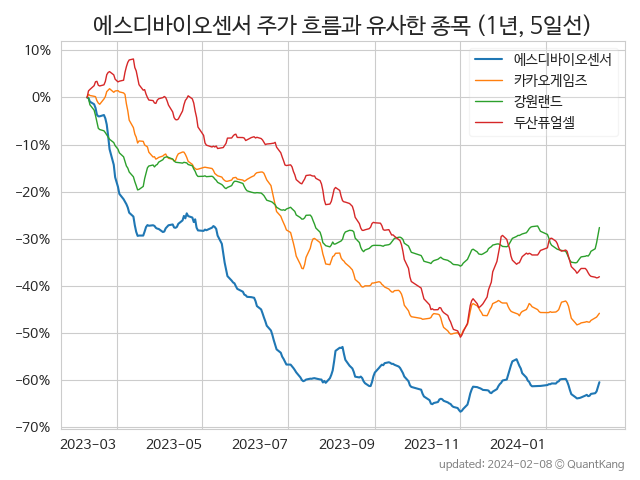 에스디바이오센서 주가 흐름과 유사한 종목 (1년, 5일선)
에스디바이오센서
카카오게임즈
강원랜드
두산퓨얼셀
10%
0%
−10%
−20%
−30%
−40%
−50%
−60%
−70%
2023-03 2023-05 2023-07 2023-09 2023-11 2024-01
updated: 2024-02-08 © QuantKang